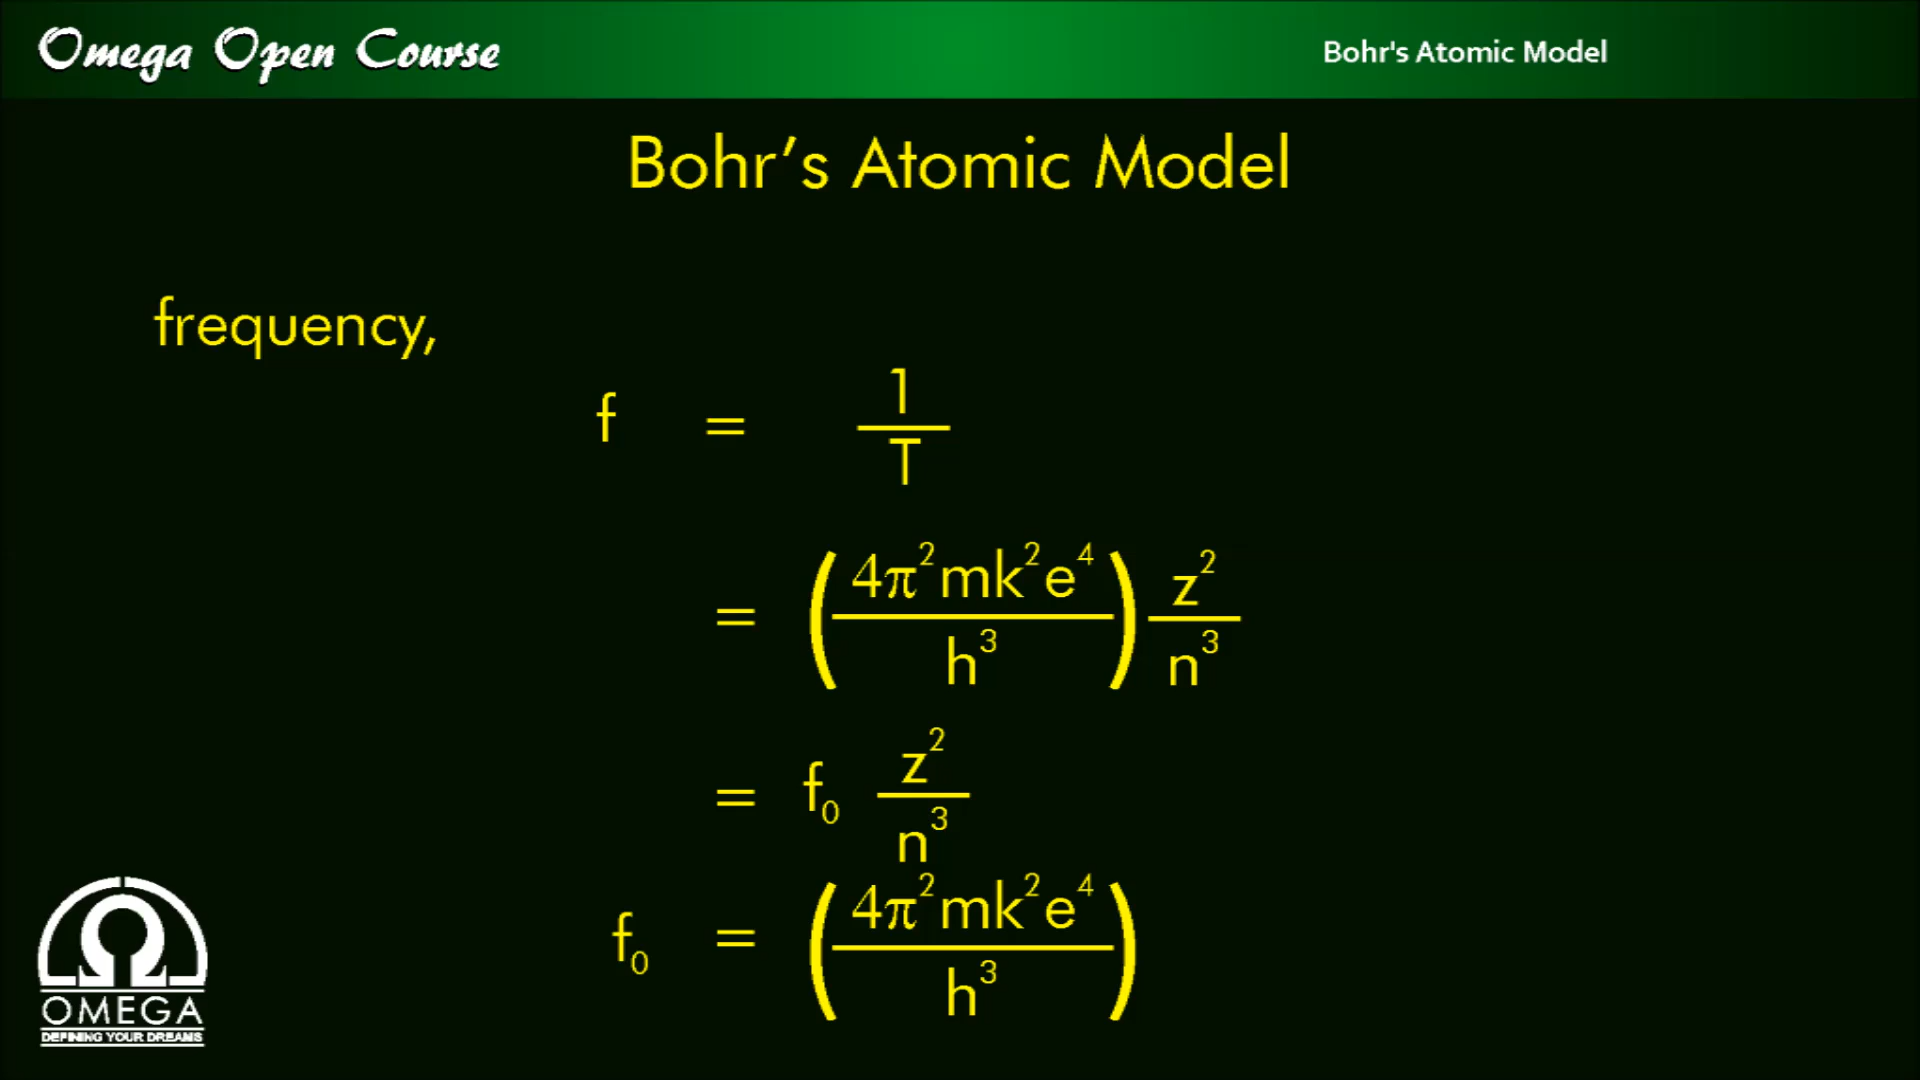 Omega Open Course
Bohr's Atomic Model
Bohr's Atomic Model
frequency,
f = 1/T
= (4π²mk²e⁴/h³) z²/n³
= f₀ z²/n³
f₀ = (4π²mk²e⁴/h³)
OMEGA
DEFINING YOUR DREAMS